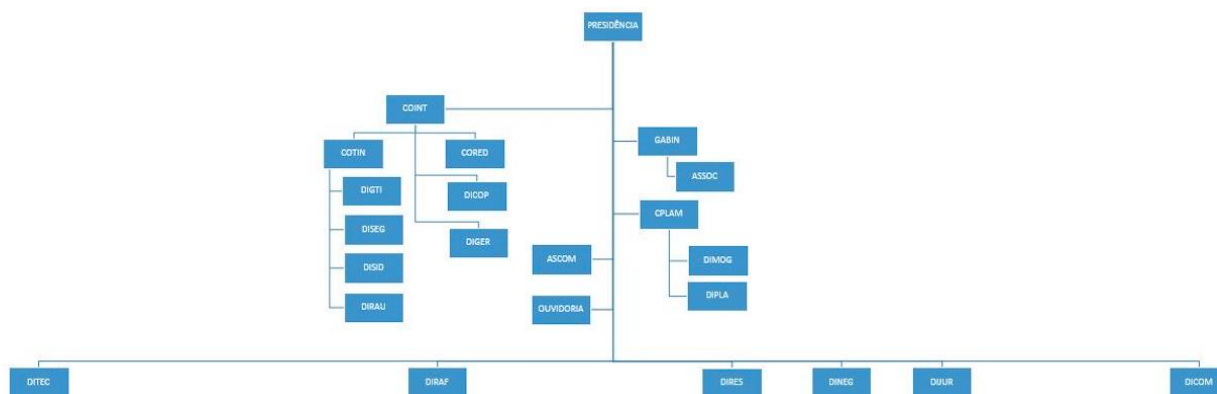 PRESIDÊNCIA
COINT
GABIN
COTIN
CORED
ASSOC
DIGTI
DICOP
CPLAM
DISEG
DIGER
ASCOM
DIMOG
DISID
DIPLA
DIRAU
OUVIDORIA
DITEC
DIRAF
DIRES
DINEG
DIJUR
DICOM